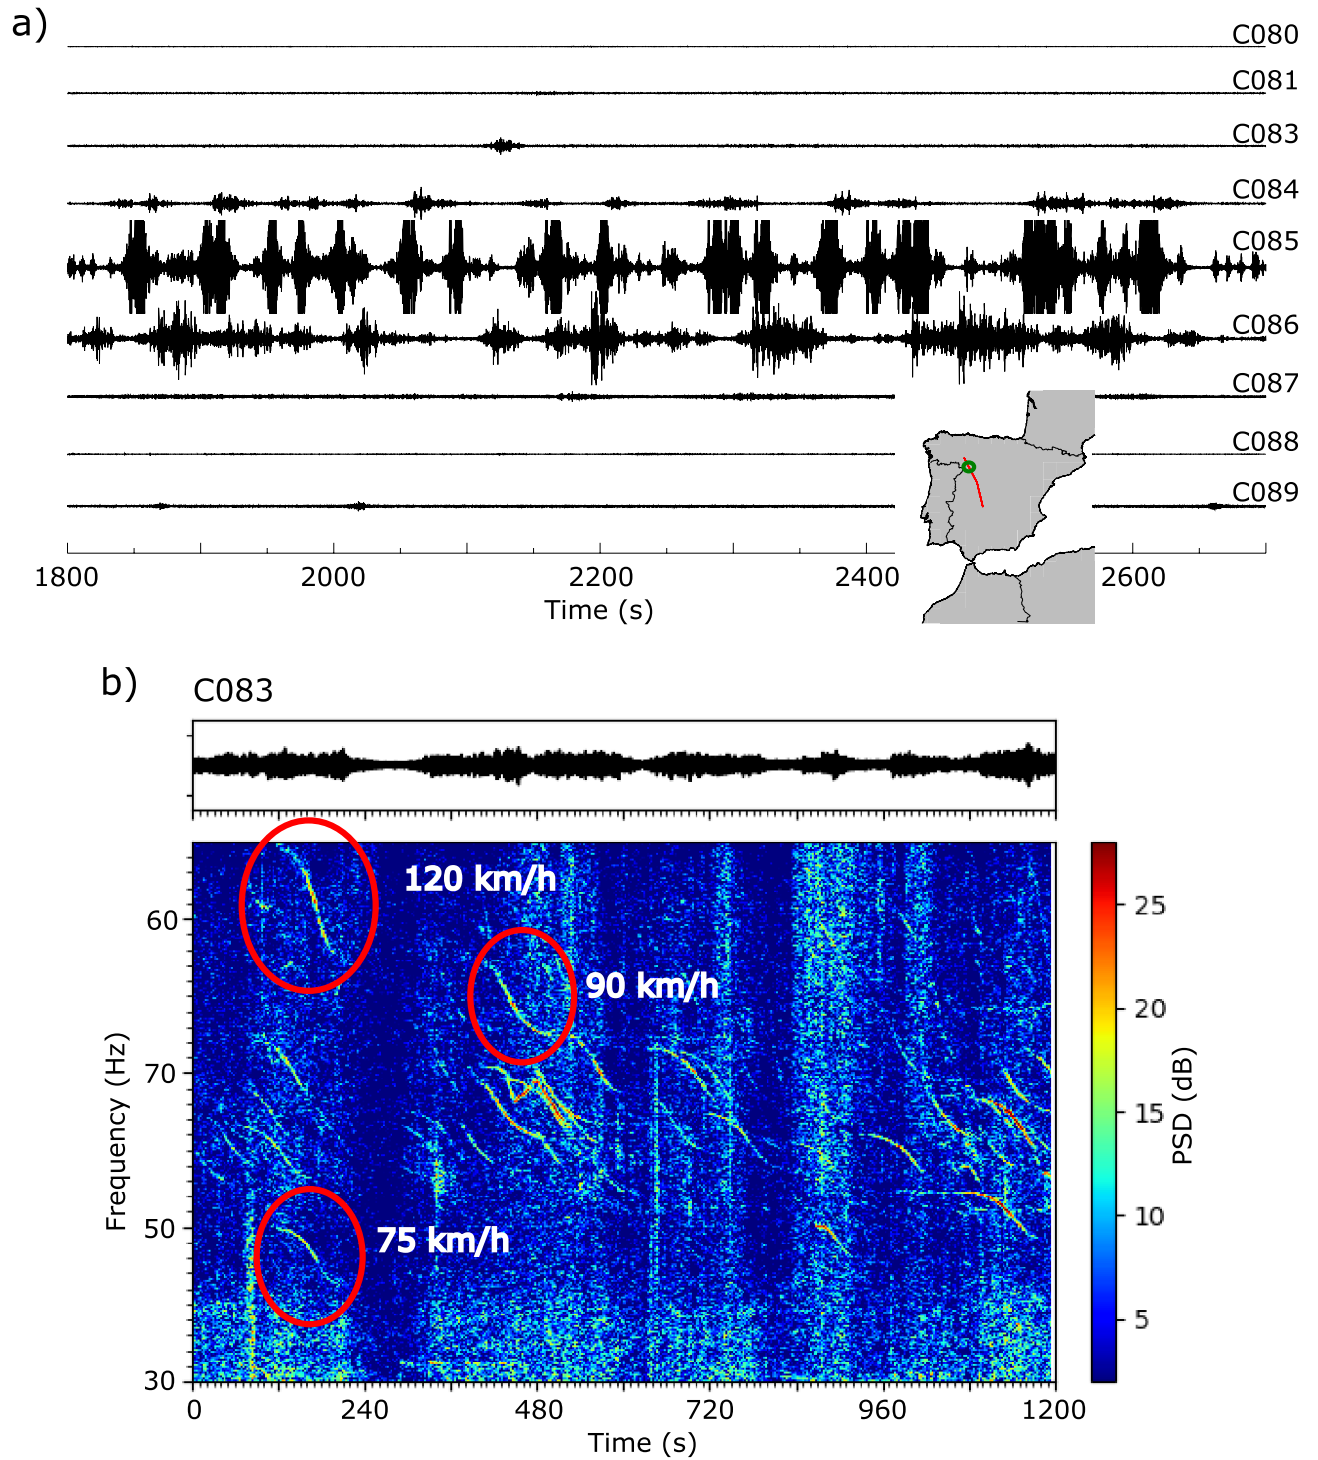 a)
C080
C081
C083
C084
C085
C086
C087
C088
C089
1800 2000 2200 2400 2600
Time (s)
b)
C083
120 km/h
90 km/h
75 km/h
60
70
50
30
Frequency (Hz)
0 240 480 720 960 1200
Time (s)
25
20
15
10
5
PSD (dB)